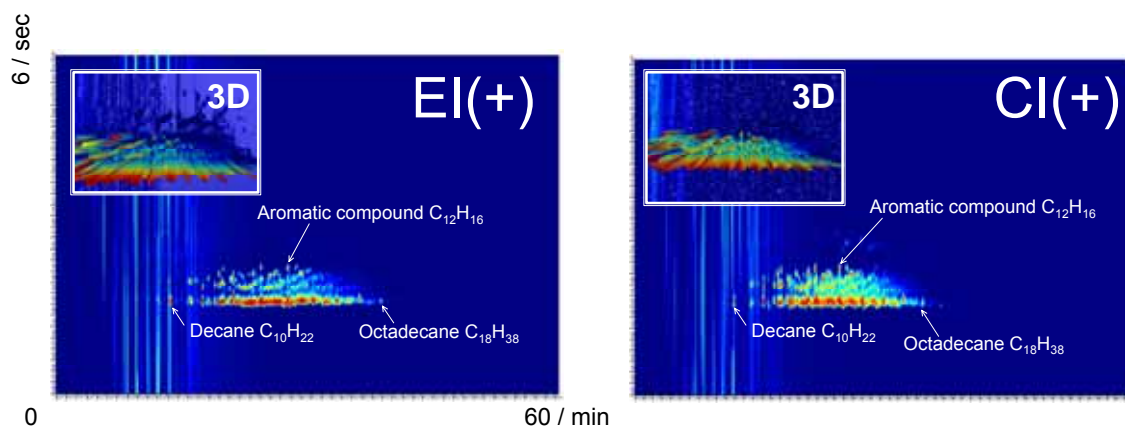 6 / sec
3D
EI(+)
Aromatic compound C₁₂H₁₆
Decane C₁₀H₂₂
Octadecane C₁₈H₃₈
0
60 / min
3D
CI(+)
Aromatic compound C₁₂H₁₆
Decane C₁₀H₂₂
Octadecane C₁₈H₃₈